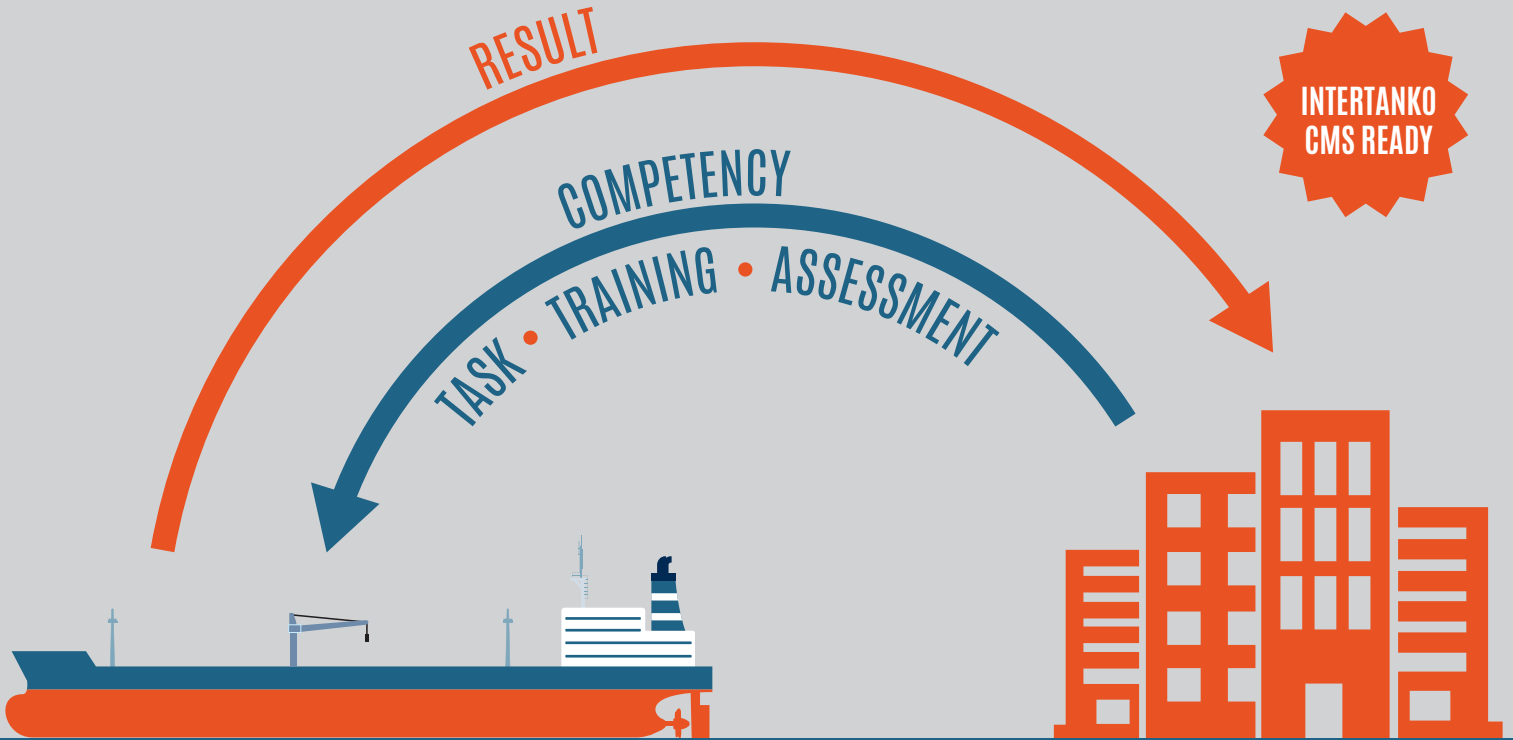 RESULT
INTERTANKO
CMS READY
COMPETENCY
TASK • TRAINING • ASSESSMENT